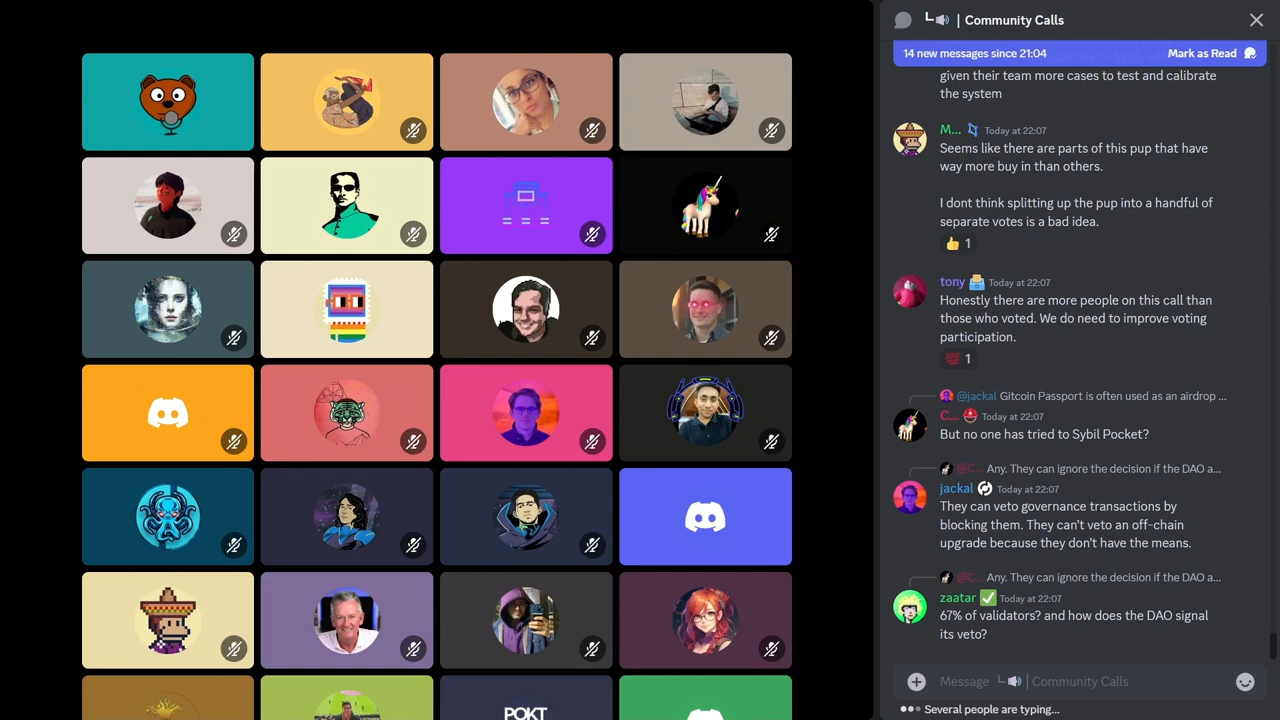 └🔊 | Community Calls
14 new messages since 21:04
Mark as Read
given their team more cases to test and calibrate
the system
M... Today at 22:07
Seems like there are parts of this pup that have
way more buy in than others.
I dont think splitting up the pup into a handful of
separate votes is a bad idea.
👍 1
tony Today at 22:07
Honestly there are more people on this call than
those who voted. We do need to improve voting
participation.
💯 1
@jackal Gitcoin Passport is often used as an airdrop ...
C... Today at 22:07
But no one has tried to Sybil Pocket?
@C... Any. They can ignore the decision if the DAO a...
jackal Today at 22:07
They can veto governance transactions by
blocking them. They can't veto an off-chain
upgrade because they don't have the means.
@C... Any. They can ignore the decision if the DAO a...
zaatar ✅ Today at 22:07
67% of validators? and how does the DAO signal
its veto?
Message └🔊 | Community Calls
Several people are typing...
POKT